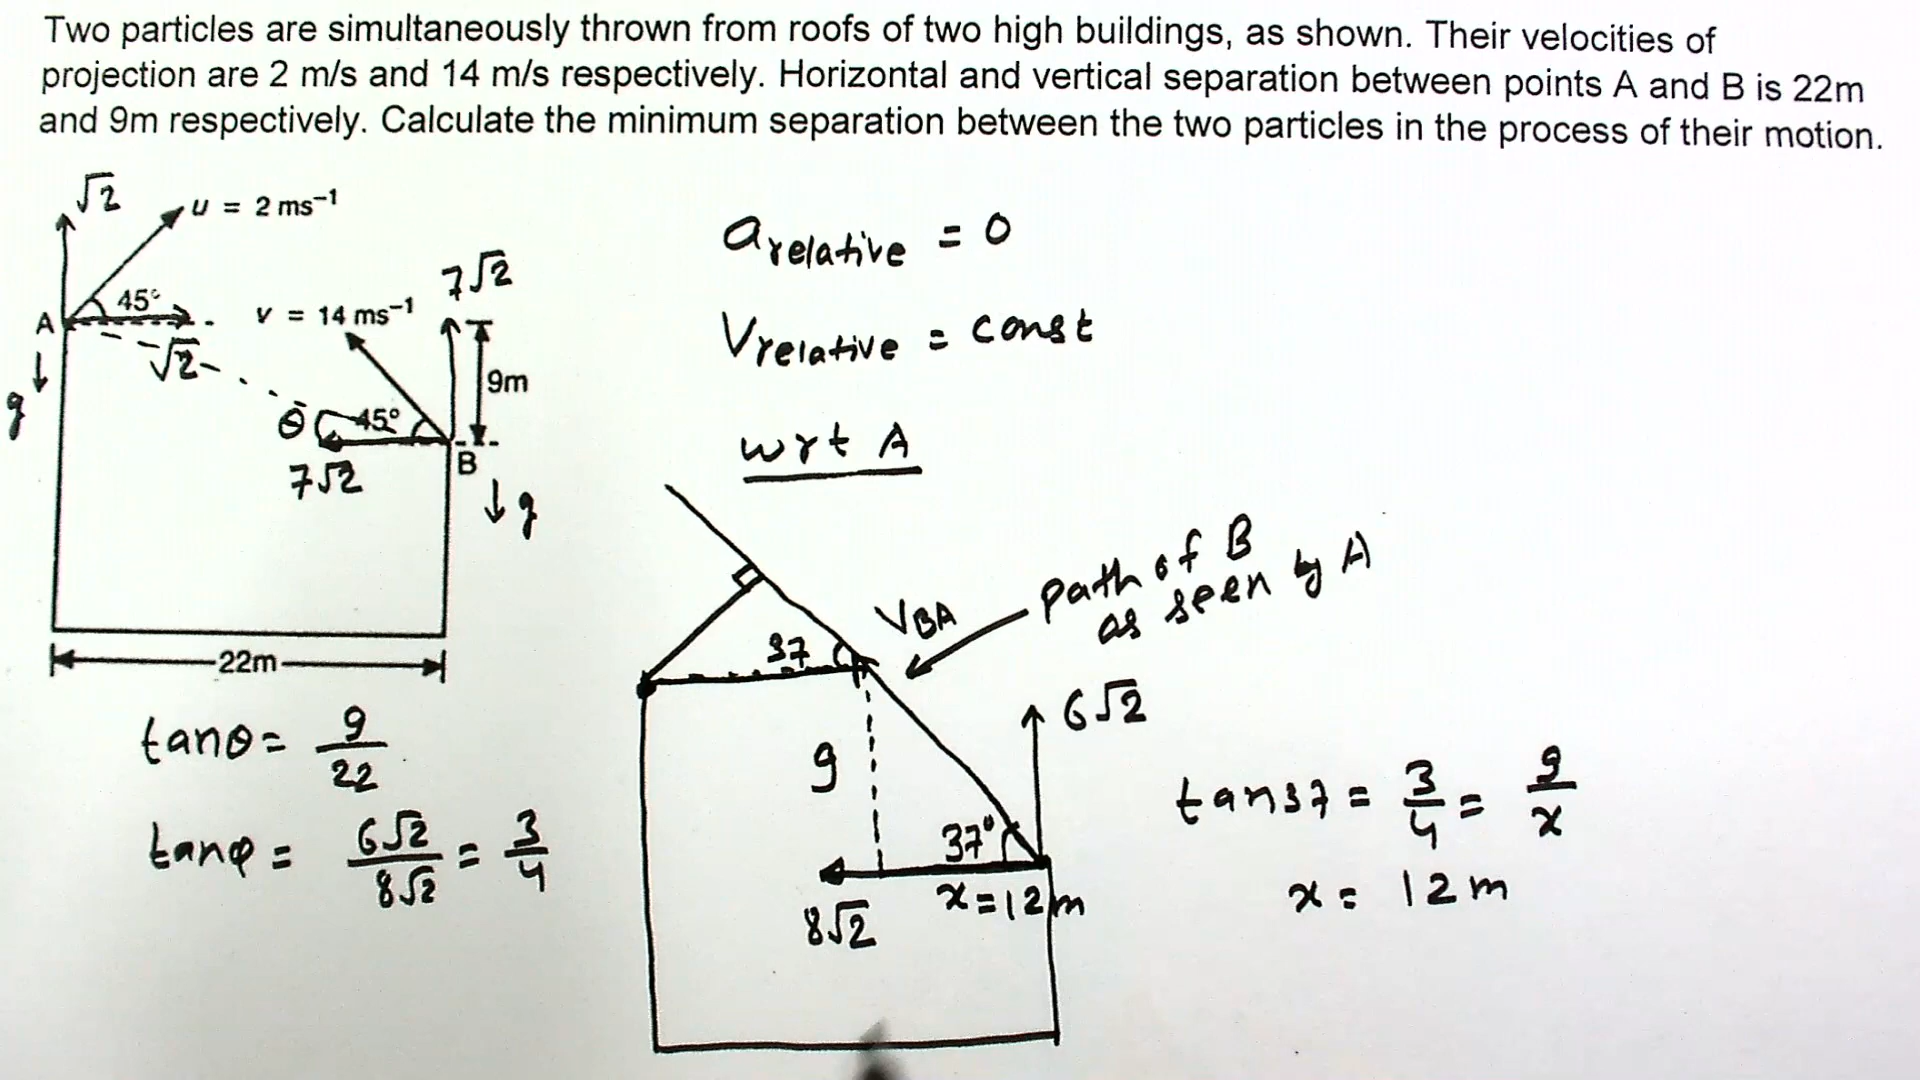 Two particles are simultaneously thrown from roofs of two high buildings, as shown. Their velocities of
projection are 2 m/s and 14 m/s respectively. Horizontal and vertical separation between points A and B is 22m
and 9m respectively. Calculate the minimum separation between the two particles in the process of their motion.
√2
u = 2 ms⁻¹
45°
A
√2
g
v = 14 ms⁻¹
7√2
9m
θ
45°
7√2
B
g
22m
tanθ = 9/22
tanφ = 6√2/8√2 = 3/4
a relative = 0
V relative = const
wrt A
path of B
as seen by A
VBA
37
9
6√2
37°
x = 12m
8√2
tan37 = 3/4 = 9/x
x = 12 m